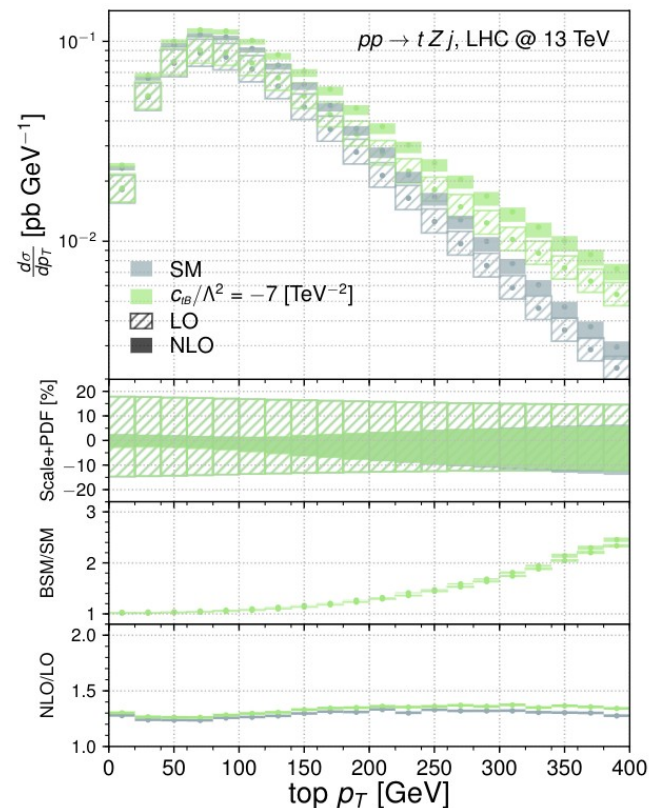 pp → t Z j, LHC @ 13 TeV
10⁻¹
10⁻²
dσ/dp_T [pb GeV⁻¹]
SM
c_tB/Λ² = −7 [TeV⁻²]
LO
NLO
Scale+PDF [%]
20
10
0
−10
−20
BSM/SM
3
2
1
NLO/LO
2.0
1.5
1.0
0 50 100 150 200 250 300 350 400
top p_T [GeV]